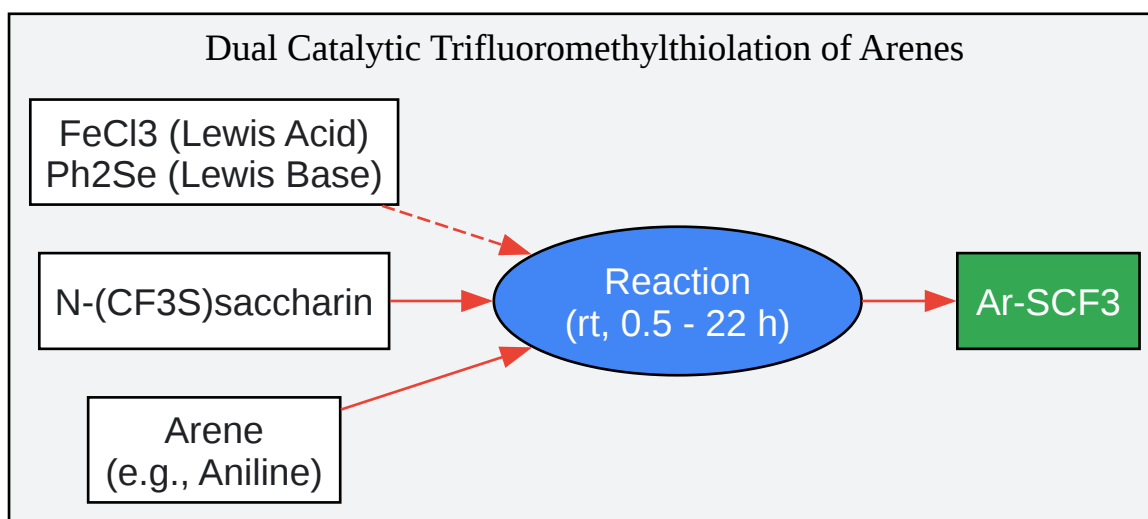 Dual Catalytic Trifluoromethylthiolation of Arenes
FeCl3 (Lewis Acid)
Ph2Se (Lewis Base)
N-(CF3S)saccharin
Arene
(e.g., Aniline)
Reaction
(rt, 0.5 - 22 h)
Ar-SCF3